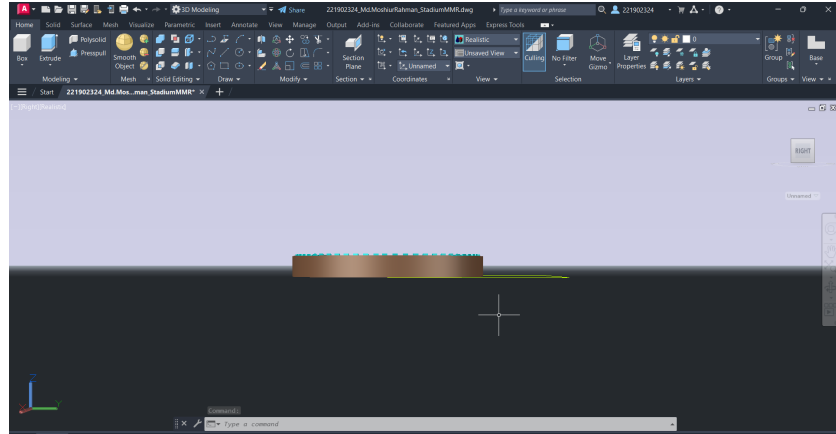 A 3D Modeling Share 221902324_Md.MoshiurRahman_StadiumMMR.dwg Type a keyword or phrase 221902324
Home Solid Surface Mesh Visualize Parametric Insert Annotate View Manage Output Add-ins Collaborate Featured Apps Express Tools
Polysolid Realistic 0
Presspull Unsaved View
Box Extrude Smooth Object Section Plane Unnamed Culling No Filter Move Gizmo Layer Properties Group Base
Modeling Mesh Solid Editing Draw Modify Section Coordinates View Selection Layers Groups View
Start 221902324_Md.Mos...man_StadiumMMR*
[-][Right][Realistic]
RIGHT
Unnamed
Z
Y
Command:
Type a command